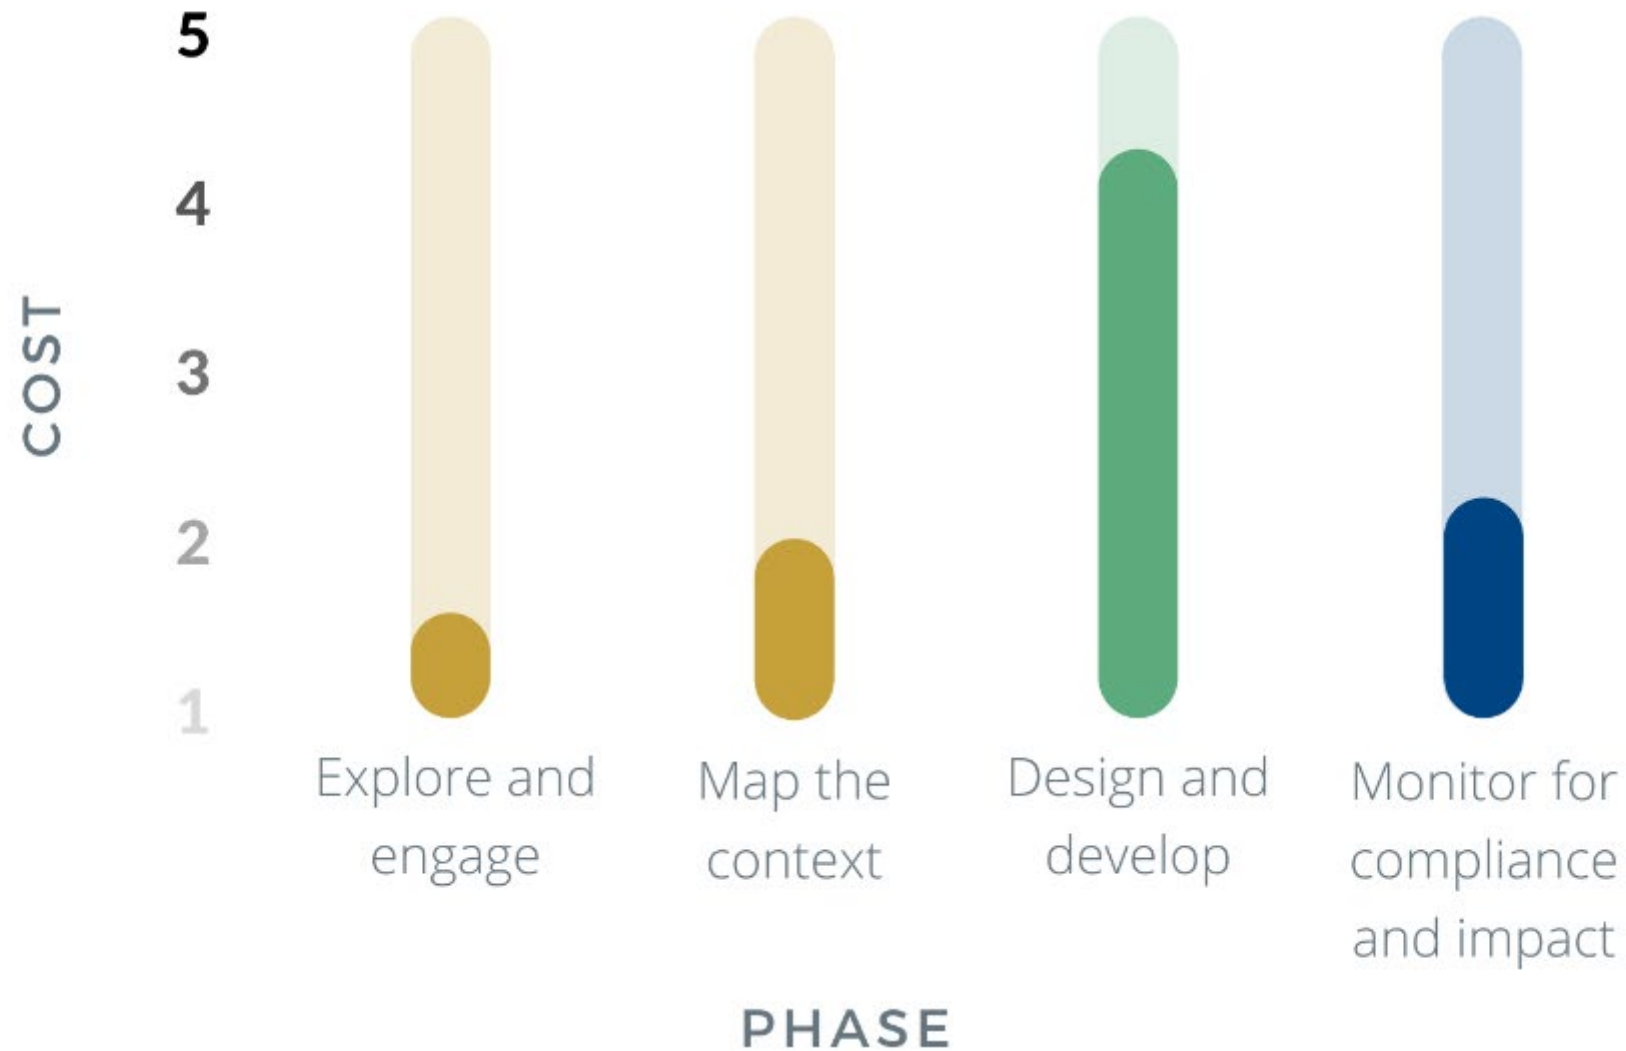 5
4
3
2
1
COST
Explore and
engage
Map the
context
Design and
develop
Monitor for
compliance
and impact
PHASE